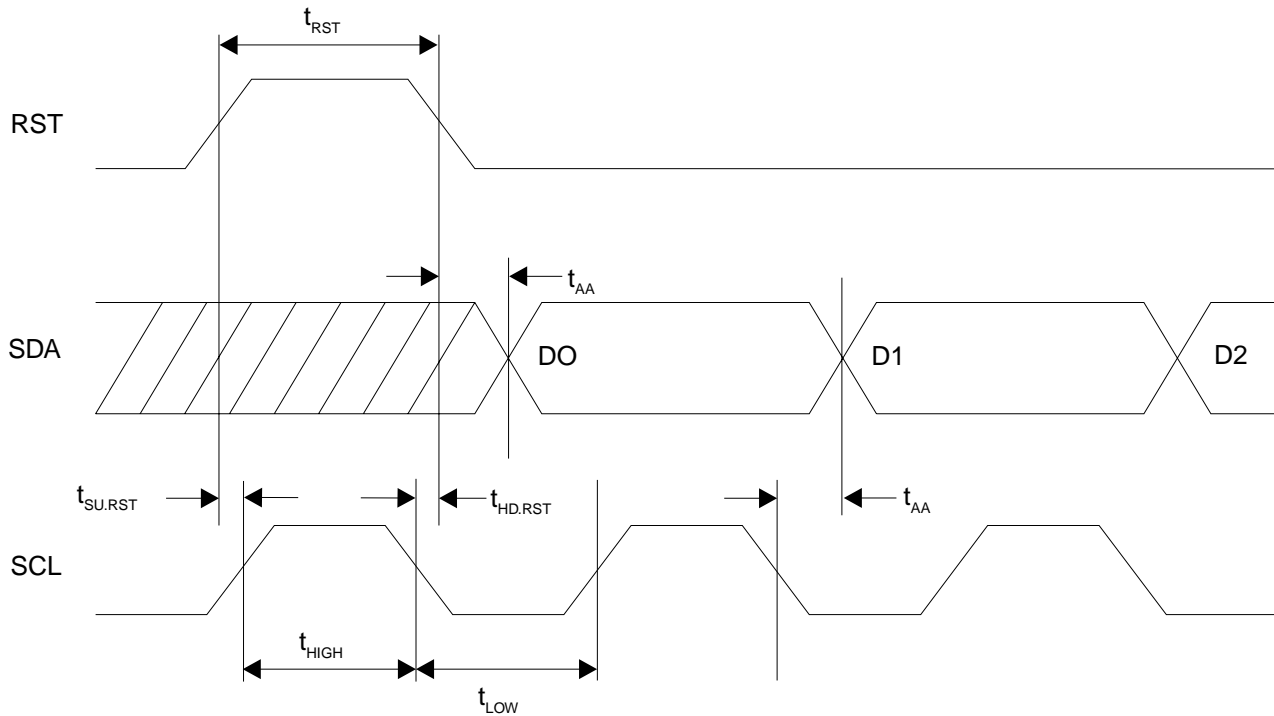 tRST
RST
tAA
SDA
DO
D1
D2
tSU.RST
tHD.RST
tAA
SCL
tHIGH
tLOW